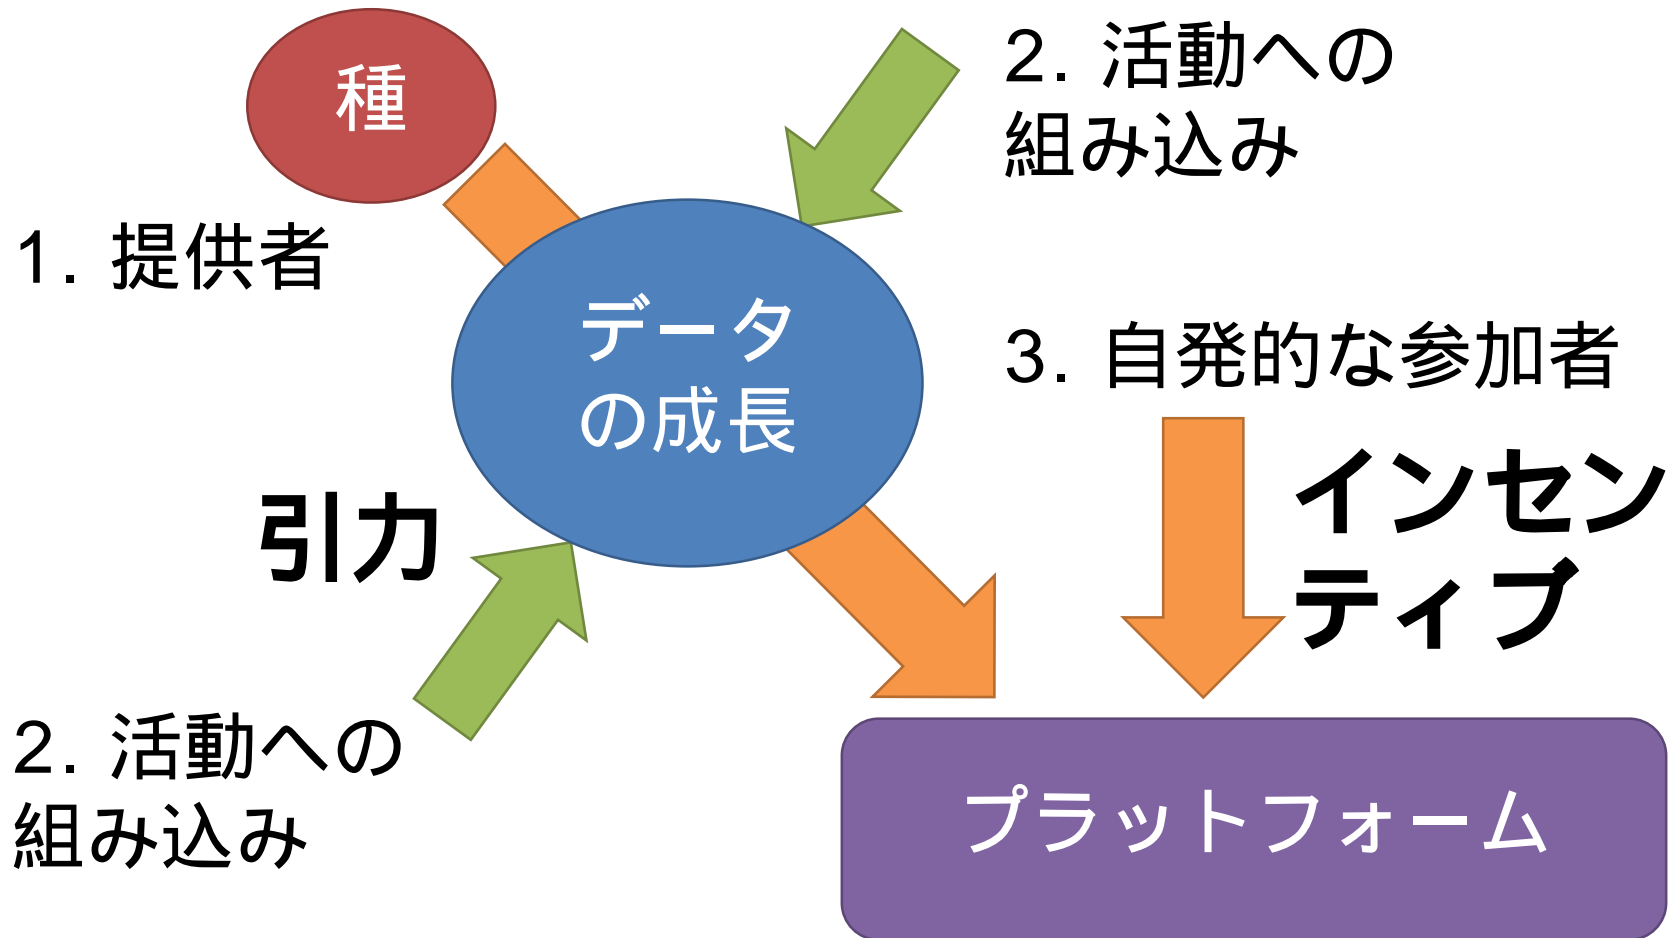 種
1. 提供者
2. 活動への
組み込み
データ
の成長
3. 自発的な参加者
インセン
ティブ
引力
2. 活動への
組み込み
プラットフォーム